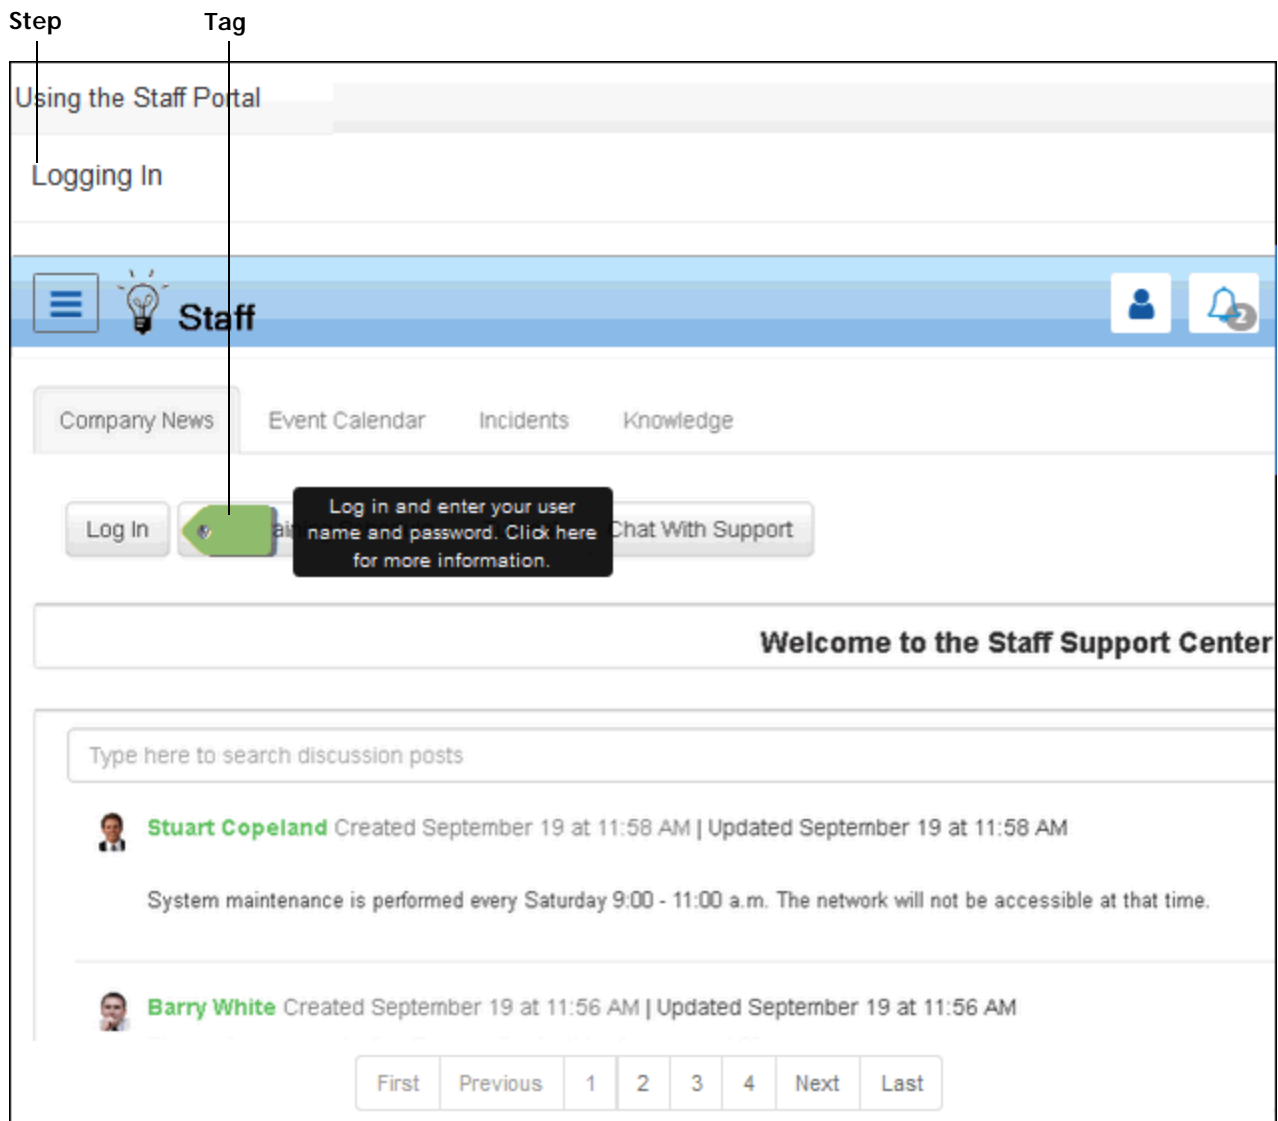 Step Tag
Using the Staff Portal
Logging In
Staff
2
Company News Event Calendar Incidents Knowledge
Log In
Log in and enter your user
name and password. Click here
for more information.
Chat With Support
Welcome to the Staff Support Center
Type here to search discussion posts
Stuart Copeland Created September 19 at 11:58 AM | Updated September 19 at 11:58 AM
System maintenance is performed every Saturday 9:00 - 11:00 a.m. The network will not be accessible at that time.
Barry White Created September 19 at 11:56 AM | Updated September 19 at 11:56 AM
First Previous 1 2 3 4 Next Last